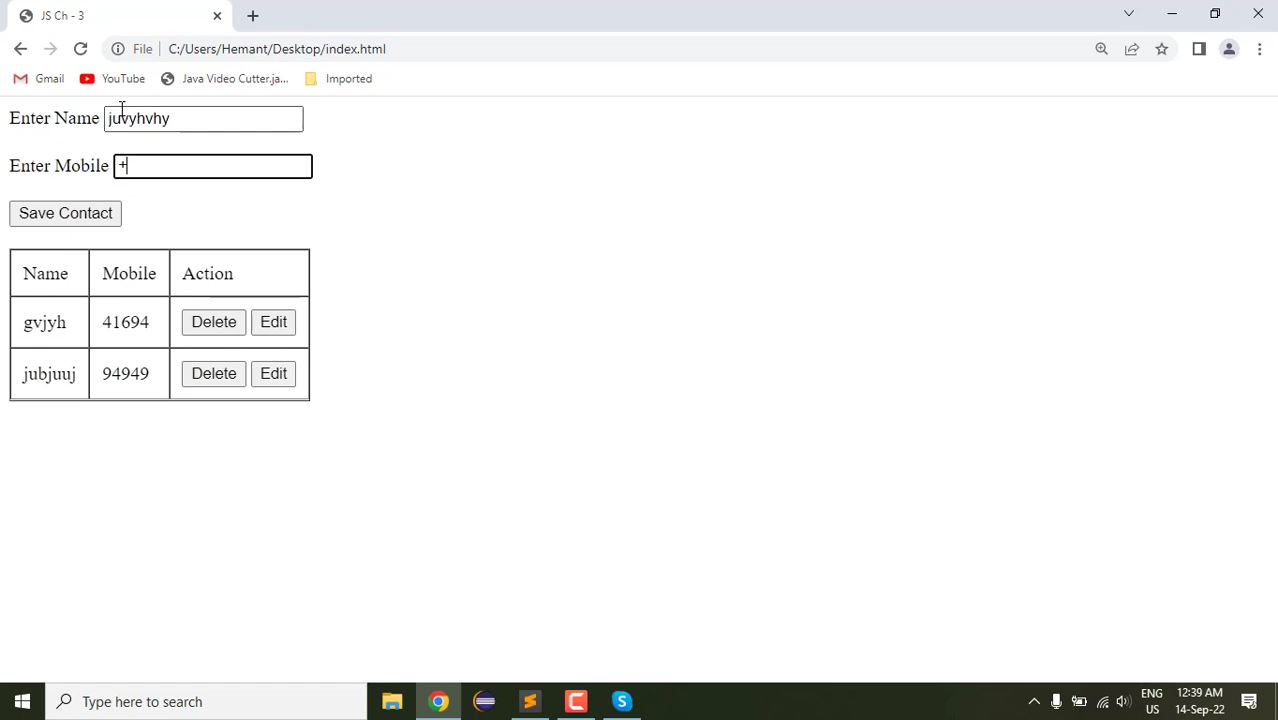 JS Ch - 3
File C:/Users/Hemant/Desktop/index.html
Gmail YouTube Java Video Cutter.ja... Imported
Enter Name juvyhvhy
Enter Mobile +
Save Contact
Name Mobile Action
gvjyh 41694 Delete Edit
jubjuuj 94949 Delete Edit
Type here to search
ENG 12:39 AM
US 14-Sep-22